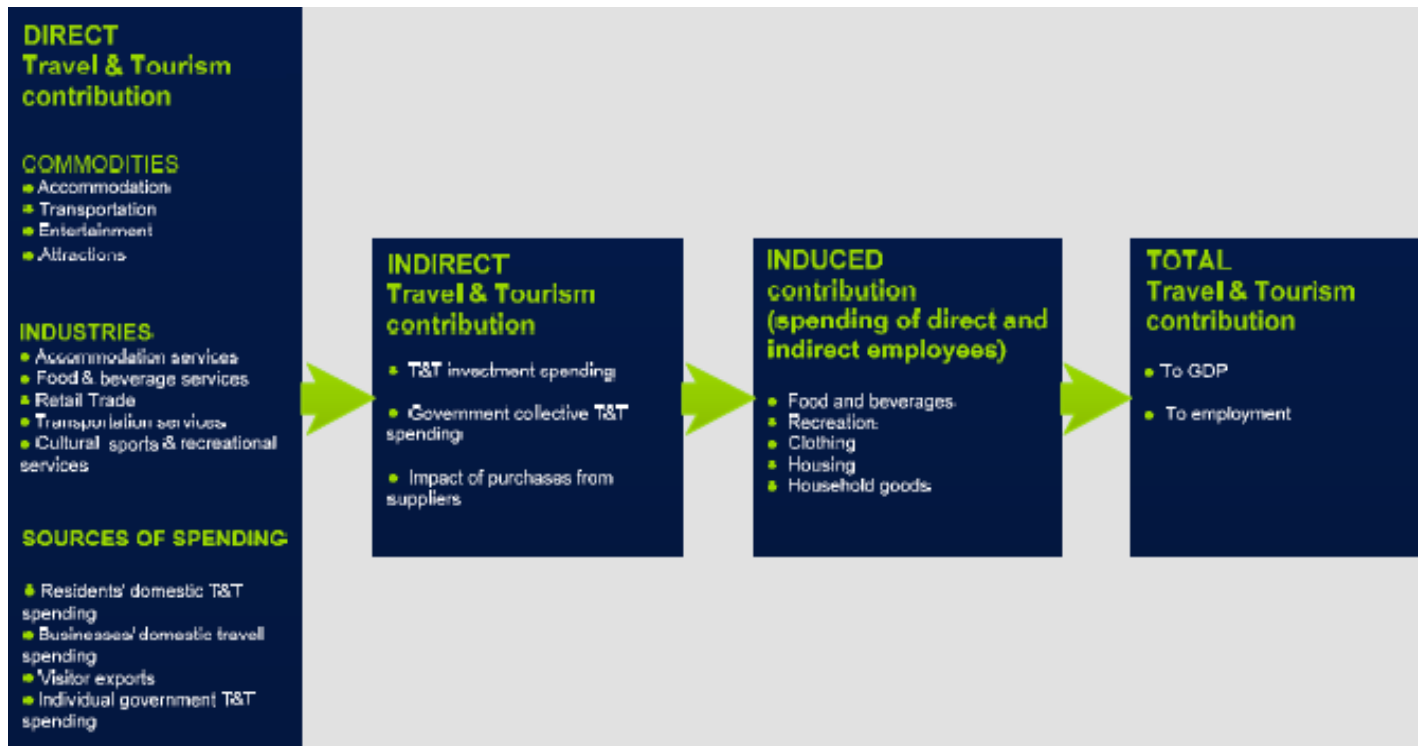 DIRECT
Travel & Tourism
contribution
COMMODITIES
Accommodation
Transportation
Entertainment
Attractions
INDUSTRIES
Accommodation services
Food & beverage services
Retail Trade
Transportation services
Cultural sports & recreational
services
SOURCES OF SPENDING
Residents' domestic T&T
spending
Businesses' domestic travel
spending
Visitor exports
Individual government T&T
spending
INDIRECT
Travel & Tourism
contribution
T&T investment spending
Government collective T&T
spending
Impact of purchases from
suppliers
INDUCED
contribution
(spending of direct and
indirect employees)
Food and beverages
Recreation
Clothing
Housing
Household goods
TOTAL
Travel & Tourism
contribution
To GDP
To employment